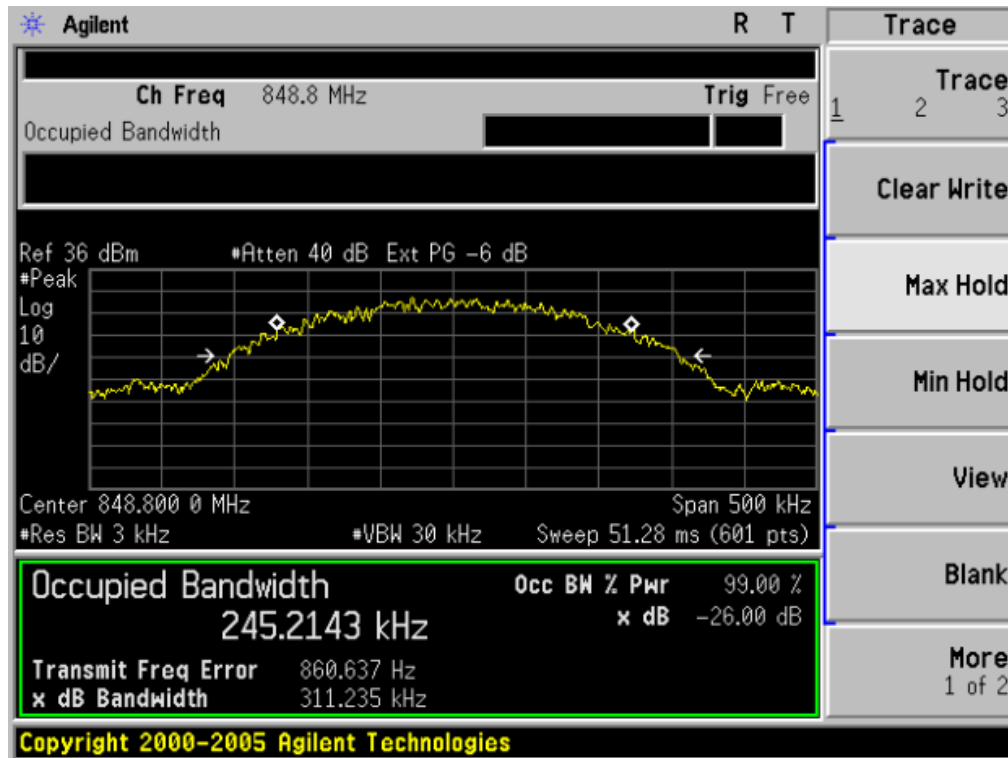 Agilent R T Trace
Ch Freq 848.8 MHz Trig Free
Occupied Bandwidth
Trace
1 2 3
Clear Write
Ref 36 dBm #Atten 40 dB Ext PG -6 dB
#Peak
Log
10
dB/
Max Hold
Min Hold
View
Center 848.800 0 MHz Span 500 kHz
#Res BW 3 kHz #VBW 30 kHz Sweep 51.28 ms (601 pts)
Occupied Bandwidth Occ BW % Pwr 99.00 %
245.2143 kHz x dB -26.00 dB
Transmit Freq Error 860.637 Hz
x dB Bandwidth 311.235 kHz
Blank
More
1 of 2
Copyright 2000-2005 Agilent Technologies